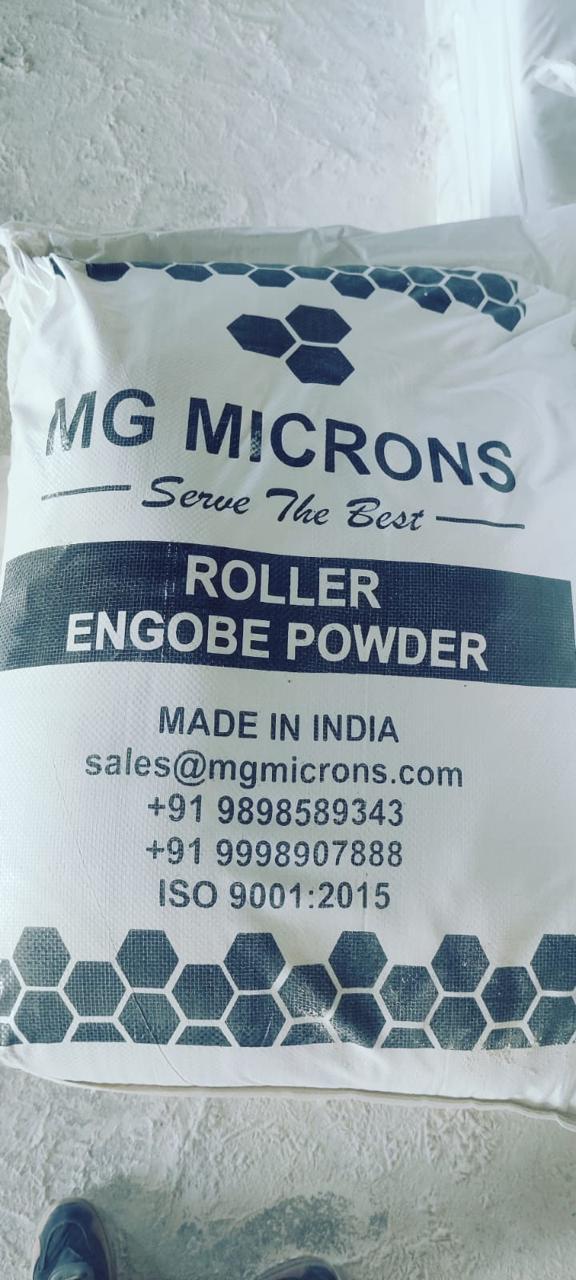 MG MICRONS
Serve The Best
ROLLER
ENGOBE POWDER
MADE IN INDIA
sales@mgmicrons.com
+91 9898589343
+91 9998907888
ISO 9001:2015